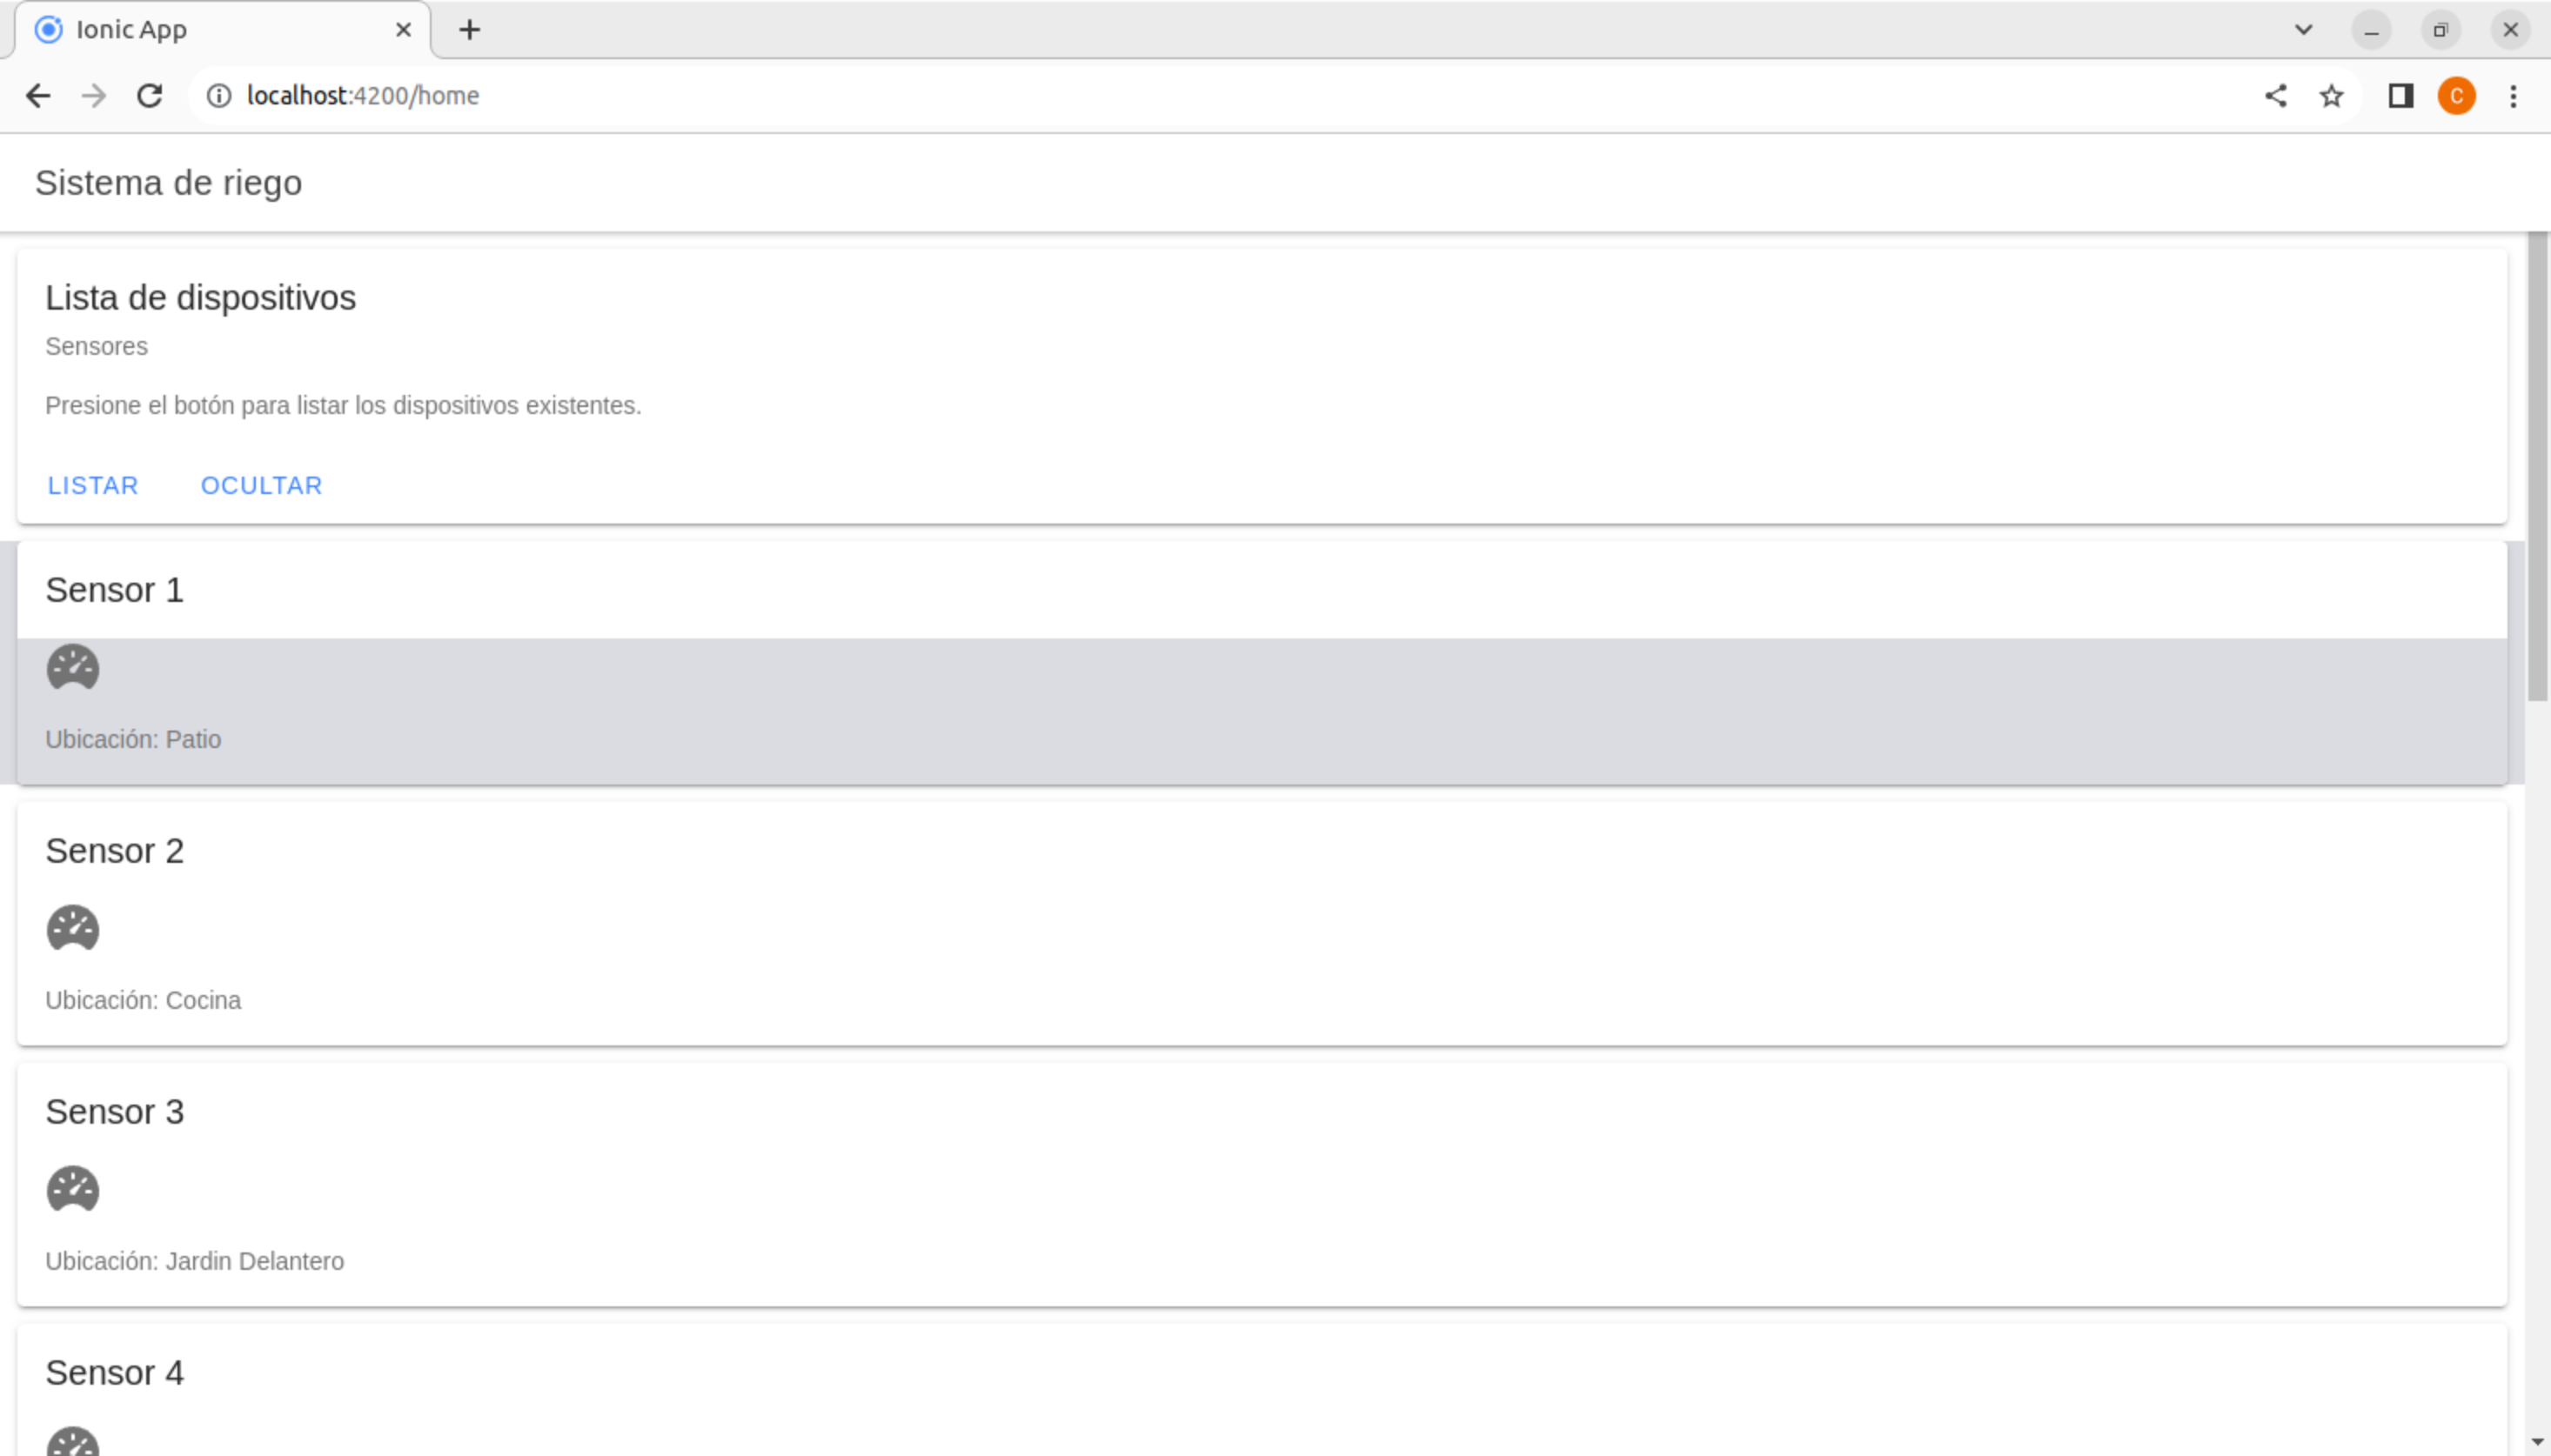 Ionic App
localhost:4200/home
C
Sistema de riego
Lista de dispositivos
Sensores
Presione el botón para listar los dispositivos existentes.
LISTAR OCULTAR
Sensor 1
Ubicación: Patio
Sensor 2
Ubicación: Cocina
Sensor 3
Ubicación: Jardin Delantero
Sensor 4